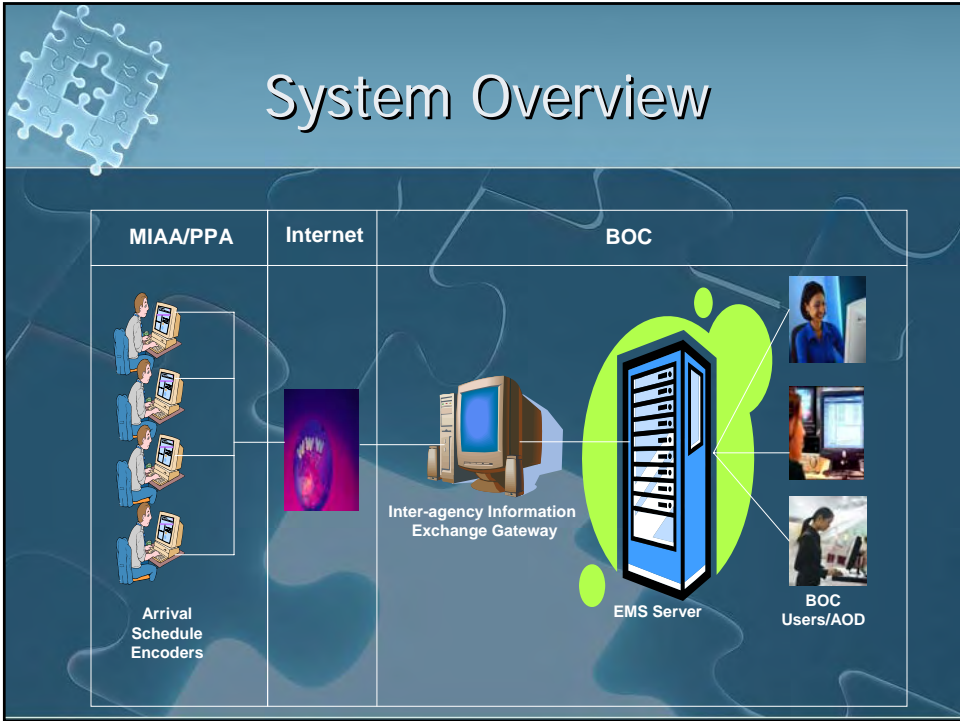 System Overview
MIAA/PPA
Internet
BOC
WWW
Inter-agency Information
Exchange Gateway
EMS Server
Arrival
Schedule
Encoders
BOC
Users/AOD